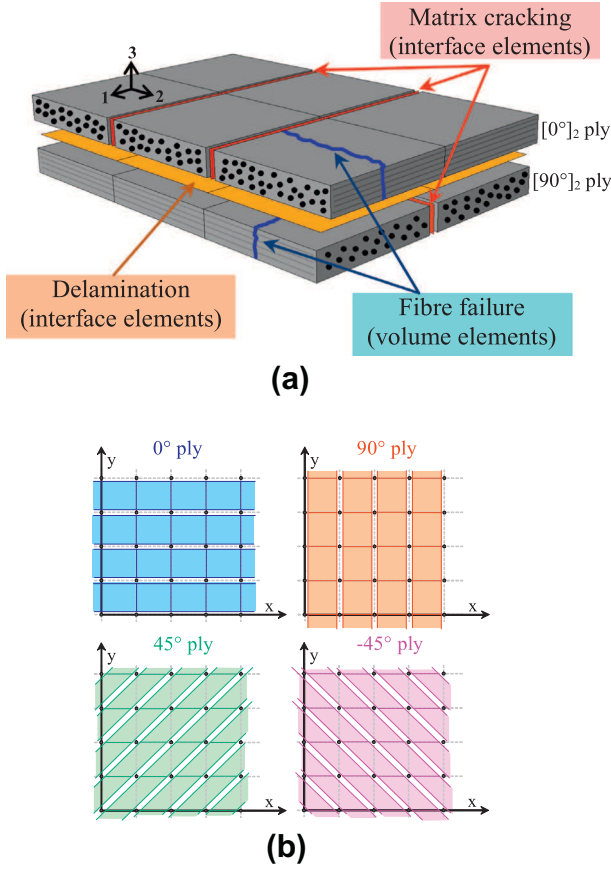 Matrix cracking
(interface elements)
3
1
2
[0°]₂ ply
[90°]₂ ply
Delamination
(interface elements)
Fibre failure
(volume elements)
(a)
0° ply
90° ply
y
y
x
x
45° ply
-45° ply
y
y
x
x
(b)